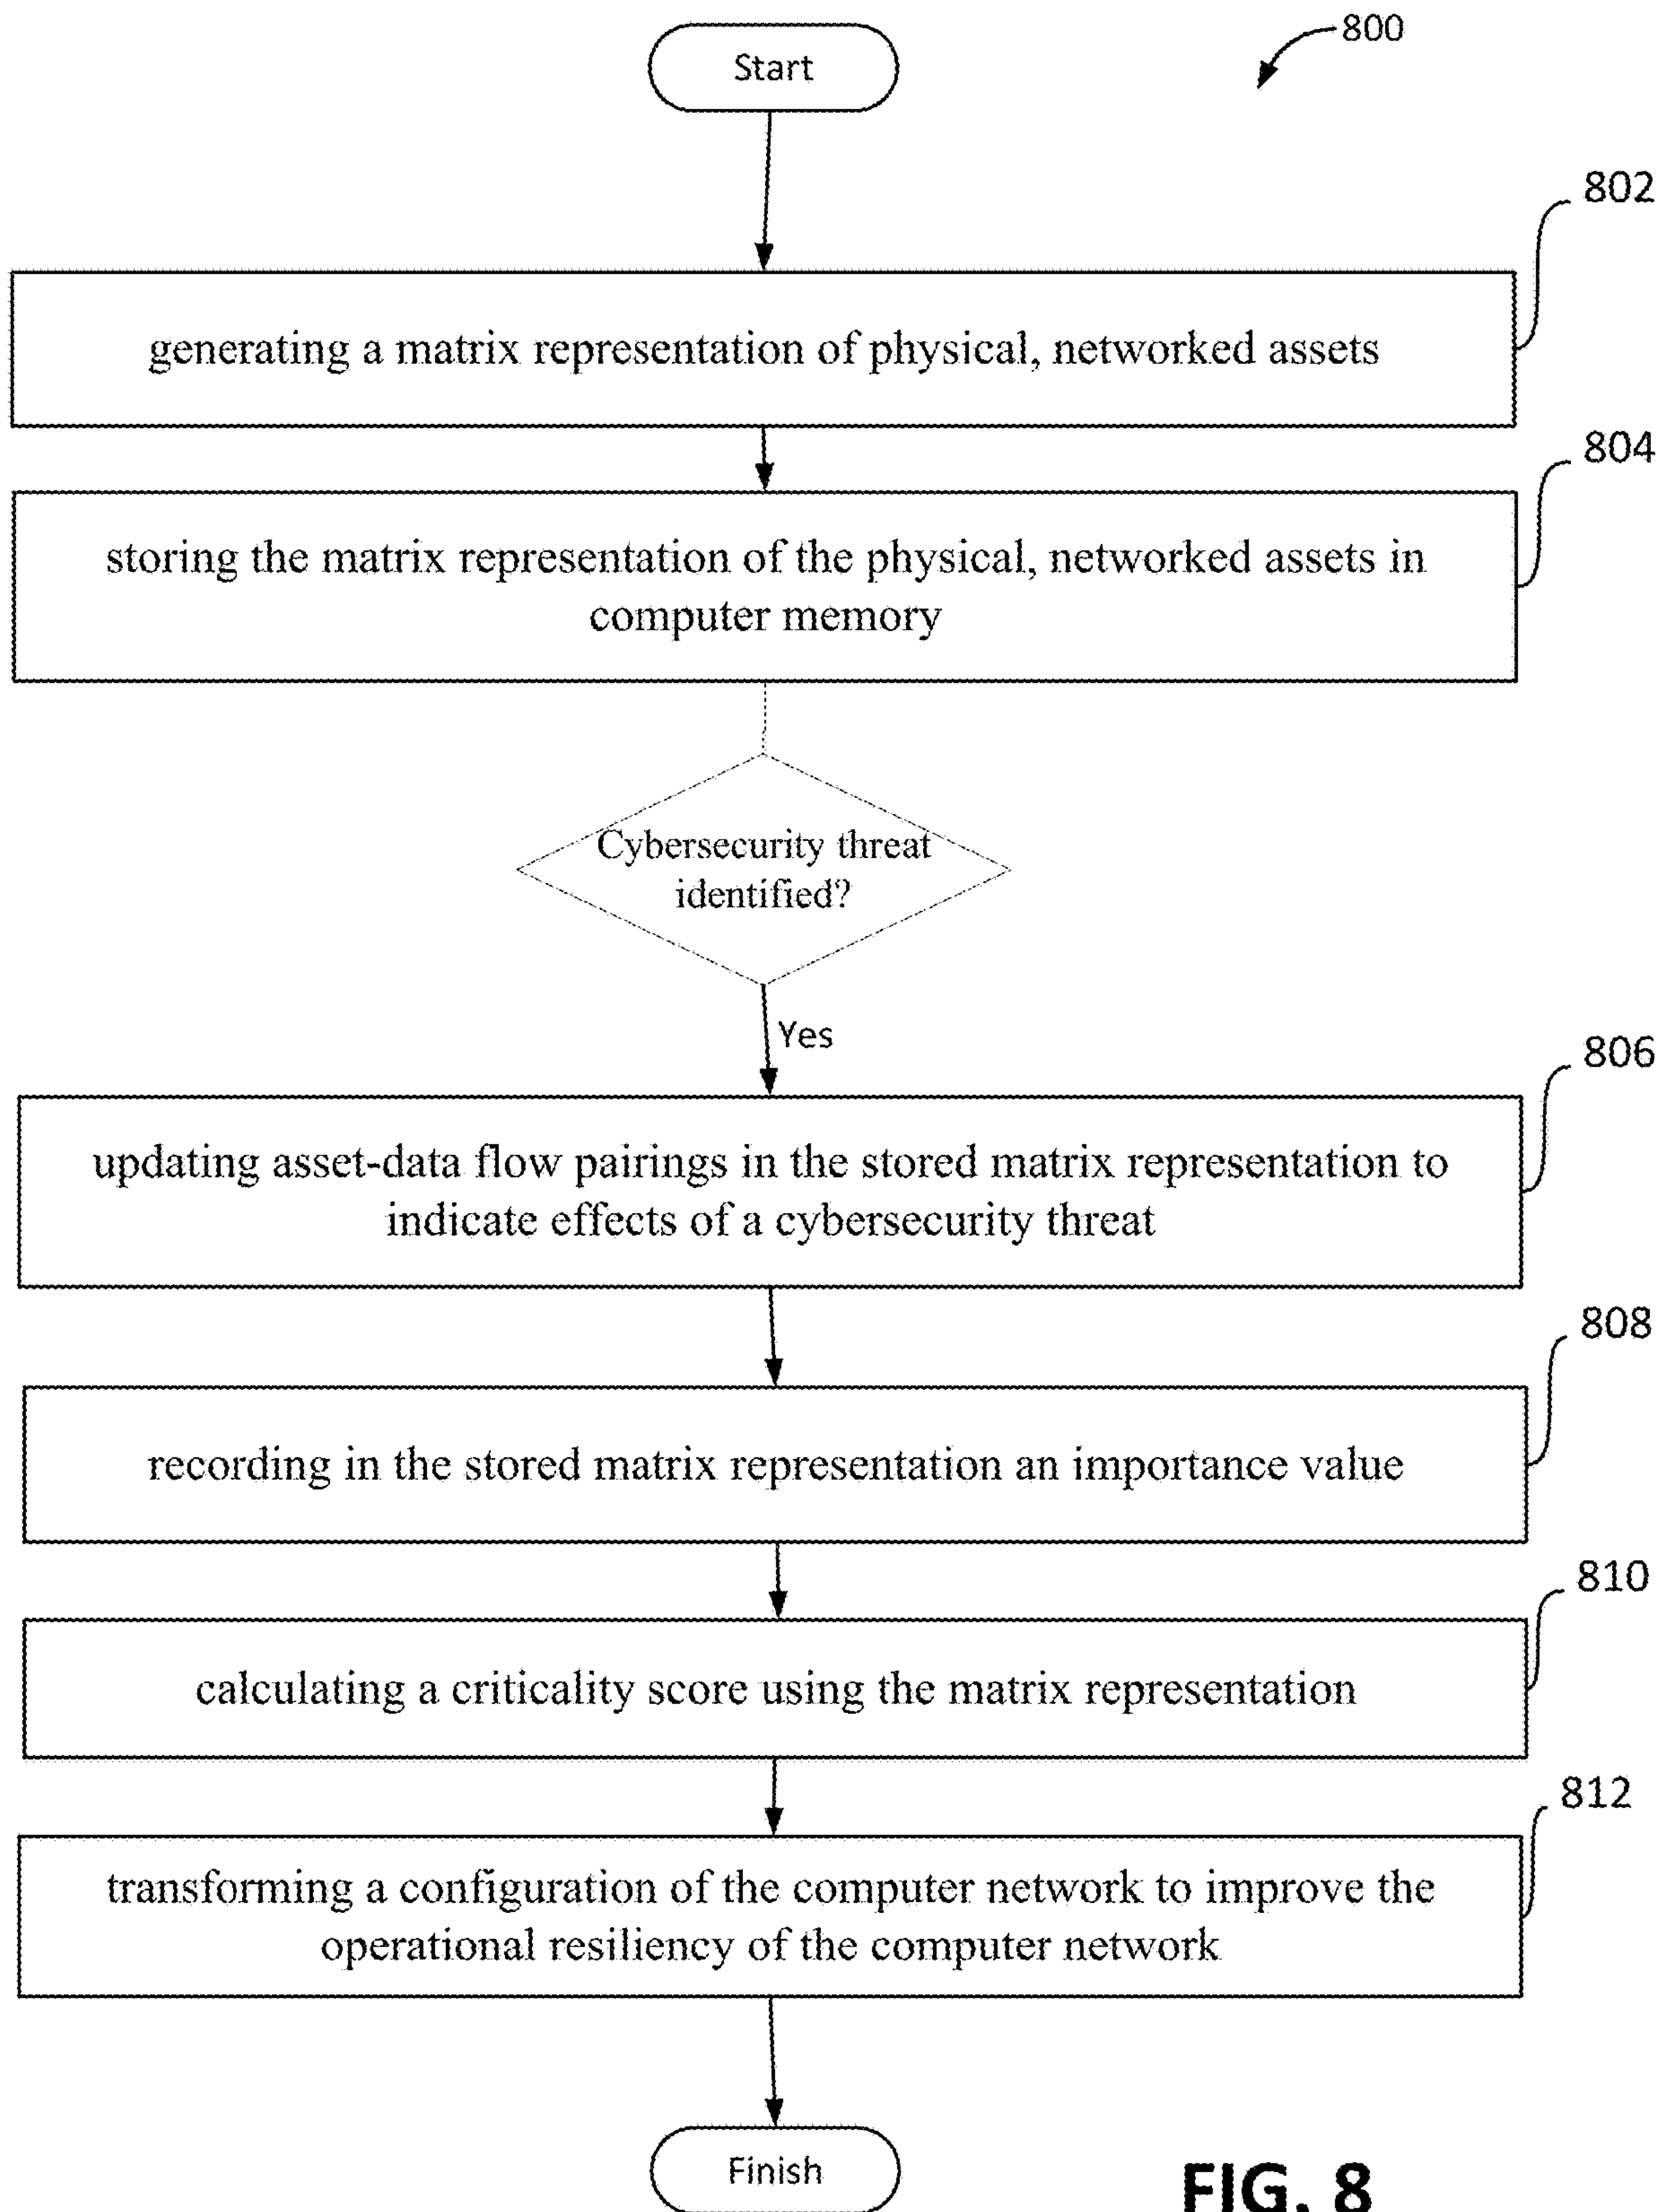 800
Start
802
generating a matrix representation of physical, networked assets
804
storing the matrix representation of the physical, networked assets in
computer memory
Cybersecurity threat
identified?
Yes
806
updating asset-data flow pairings in the stored matrix representation to
indicate effects of a cybersecurity threat
808
recording in the stored matrix representation an importance value
810
calculating a criticality score using the matrix representation
812
transforming a configuration of the computer network to improve the
operational resiliency of the computer network
Finish
FIG. 8